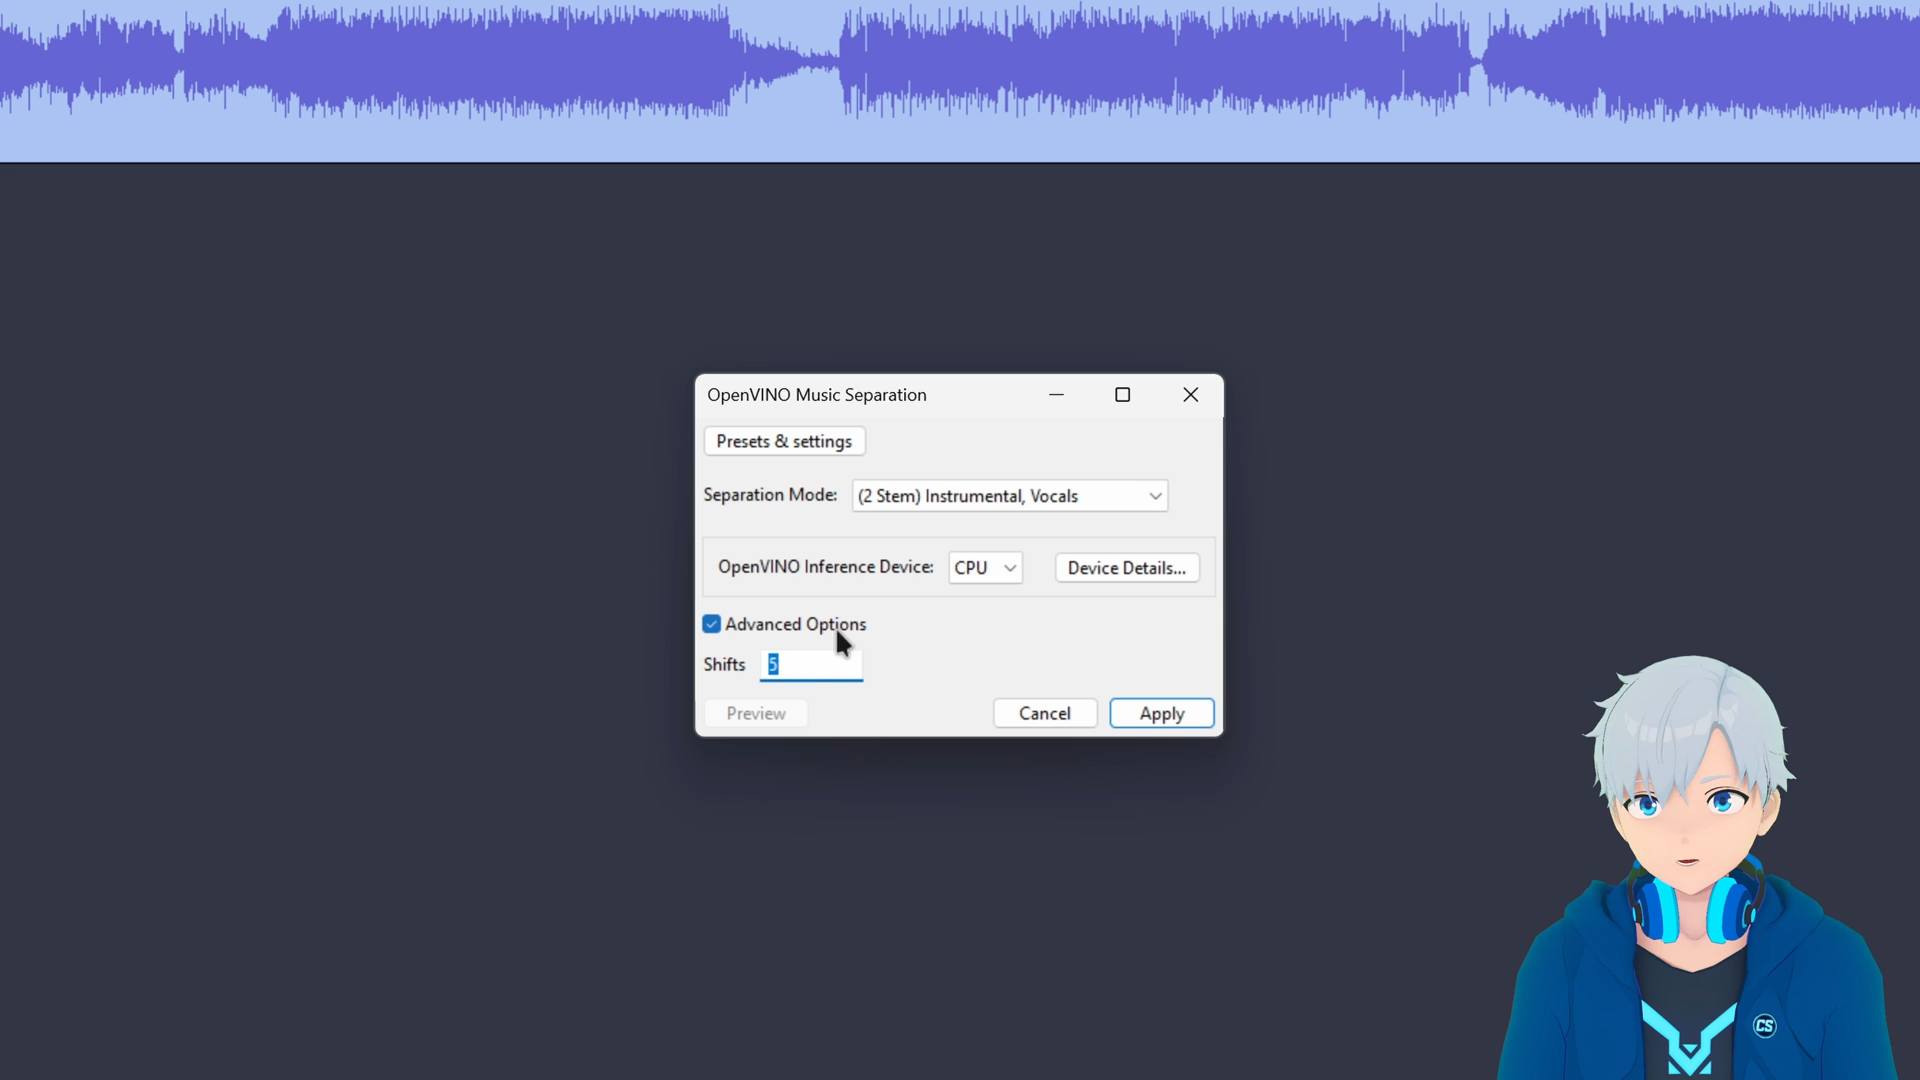 OpenVINO Music Separation
Presets & settings
Separation Mode: (2 Stem) Instrumental, Vocals
OpenVINO Inference Device: CPU Device Details...
Advanced Options
Shifts 5
Preview Cancel Apply
CS